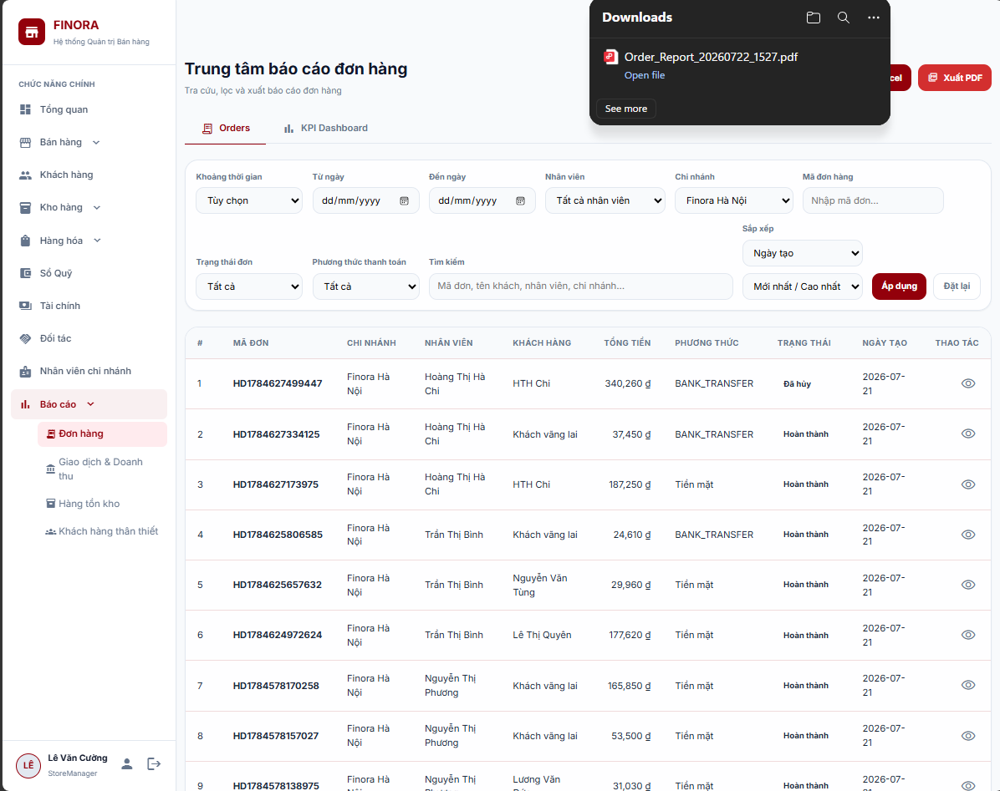 FINORA
Hệ thống Quản trị Bán hàng
CHỨC NĂNG CHÍNH
Tổng quan
Bán hàng
Khách hàng
Kho hàng
Hàng hóa
Sổ Quỹ
Tài chính
Đối tác
Nhân viên chi nhánh
Báo cáo
Đơn hàng
Giao dịch & Doanh
thu
Hàng tồn kho
Khách hàng thân thiết
LÊ
Lê Văn Cường
StoreManager
Downloads
Order_Report_20260722_1527.pdf
Open file
See more
Trung tâm báo cáo đơn hàng
Tra cứu, lọc và xuất báo cáo đơn hàng
cel
Xuất PDF
Orders
KPI Dashboard
Khoảng thời gian
Từ ngày
Đến ngày
Nhân viên
Chi nhánh
Mã đơn hàng
Tùy chọn
dd/mm/yyyy
dd/mm/yyyy
Tất cả nhân viên
Finora Hà Nội
Nhập mã đơn...
Sắp xếp
Ngày tạo
Trạng thái đơn
Phương thức thanh toán
Tìm kiếm
Tất cả
Tất cả
Mã đơn, tên khách, nhân viên, chi nhánh...
Mới nhất / Cao nhất
Áp dụng
Đặt lại
# MÃ ĐƠN CHI NHÁNH NHÂN VIÊN KHÁCH HÀNG TỔNG TIỀN PHƯƠNG THỨC TRẠNG THÁI NGÀY TẠO THAO TÁC
1 HD1784627499447 Finora Hà Nội Hoàng Thị Hà Chi HTH Chi 340,260 ₫ BANK_TRANSFER Đã hủy 2026-07-21
2 HD1784627334125 Finora Hà Nội Hoàng Thị Hà Chi Khách vãng lai 37,450 ₫ BANK_TRANSFER Hoàn thành 2026-07-21
3 HD1784627173975 Finora Hà Nội Hoàng Thị Hà Chi HTH Chi 187,250 ₫ Tiền mặt Hoàn thành 2026-07-21
4 HD1784625806585 Finora Hà Nội Trần Thị Bình Khách vãng lai 24,610 ₫ BANK_TRANSFER Hoàn thành 2026-07-21
5 HD1784625657632 Finora Hà Nội Trần Thị Bình Nguyễn Văn Tùng 29,960 ₫ Tiền mặt Hoàn thành 2026-07-21
6 HD1784624972624 Finora Hà Nội Trần Thị Bình Lê Thị Quyên 177,620 ₫ Tiền mặt Hoàn thành 2026-07-21
7 HD1784578170258 Finora Hà Nội Nguyễn Thị Phương Khách vãng lai 165,850 ₫ Tiền mặt Hoàn thành 2026-07-21
8 HD1784578157027 Finora Hà Nội Nguyễn Thị Phương Khách vãng lai 53,500 ₫ Tiền mặt Hoàn thành 2026-07-21
9 HD1784578138975 Finora Hà Nguyễn Thị Lương Văn 31,030 ₫ Tiền mặt Hoàn thành 2026-07-